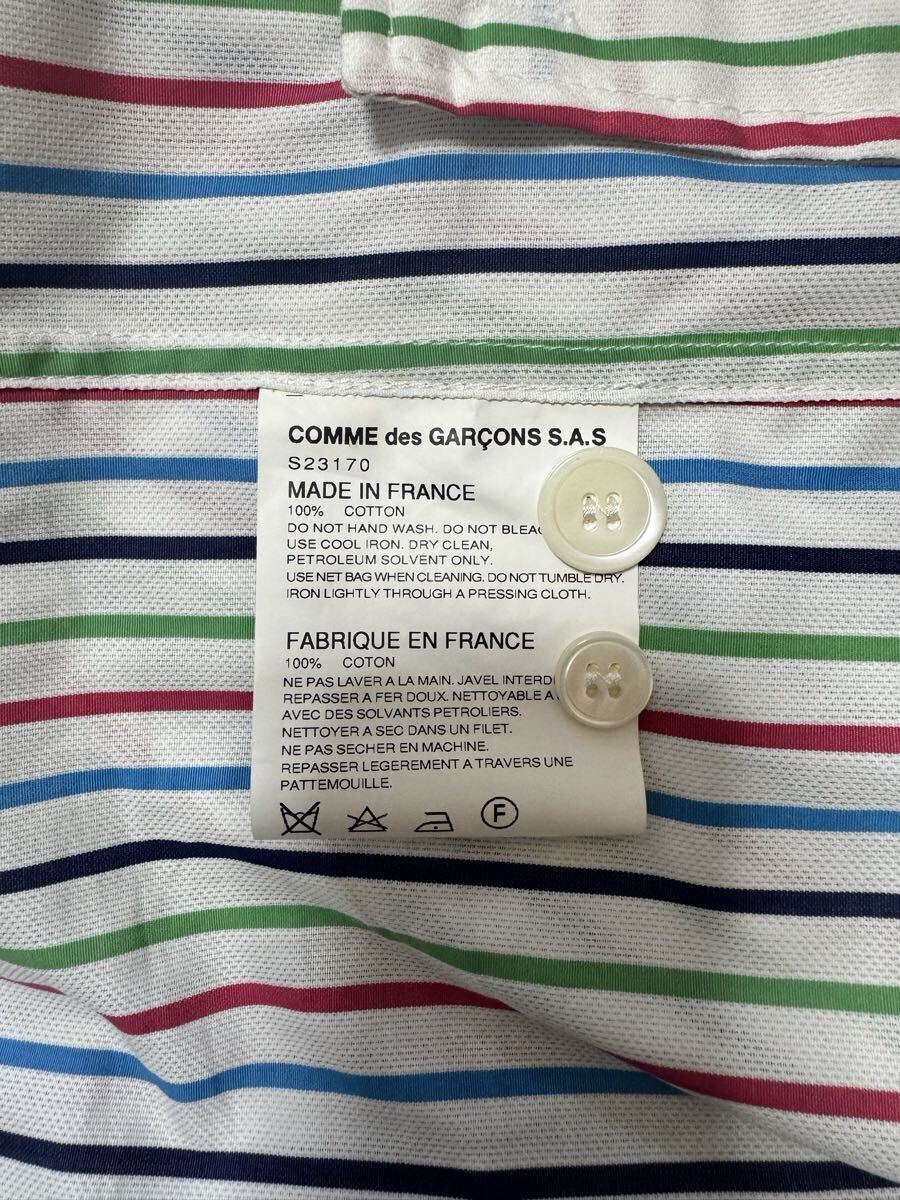 COMME des GARÇONS S.A.S
S23170
MADE IN FRANCE
100% COTTON
DO NOT HAND WASH. DO NOT
USE COOL IRON. DRY CLEAN,
PETROLEUM SOLVENT ONLY.
USE NET BAG WHEN CLEANING. DO NOT TUMBLE DRY.
IRON LIGHTLY THROUGH A PRESSING CLOTH.
FABRIQUE EN FRANCE
100% COTON
NE PAS LAVER A LA MAIN. JAVEL
REPASSER A FER DOUX. NETTOYABLE A
AVEC DES SOLVANTS PETROLIERS.
NETTOYER A SEC DANS UN FILET.
NE PAS SECHER EN MACHINE.
REPASSER LEGEREMENT A TRAVERS UNE
PATTEMOUILLE.
F